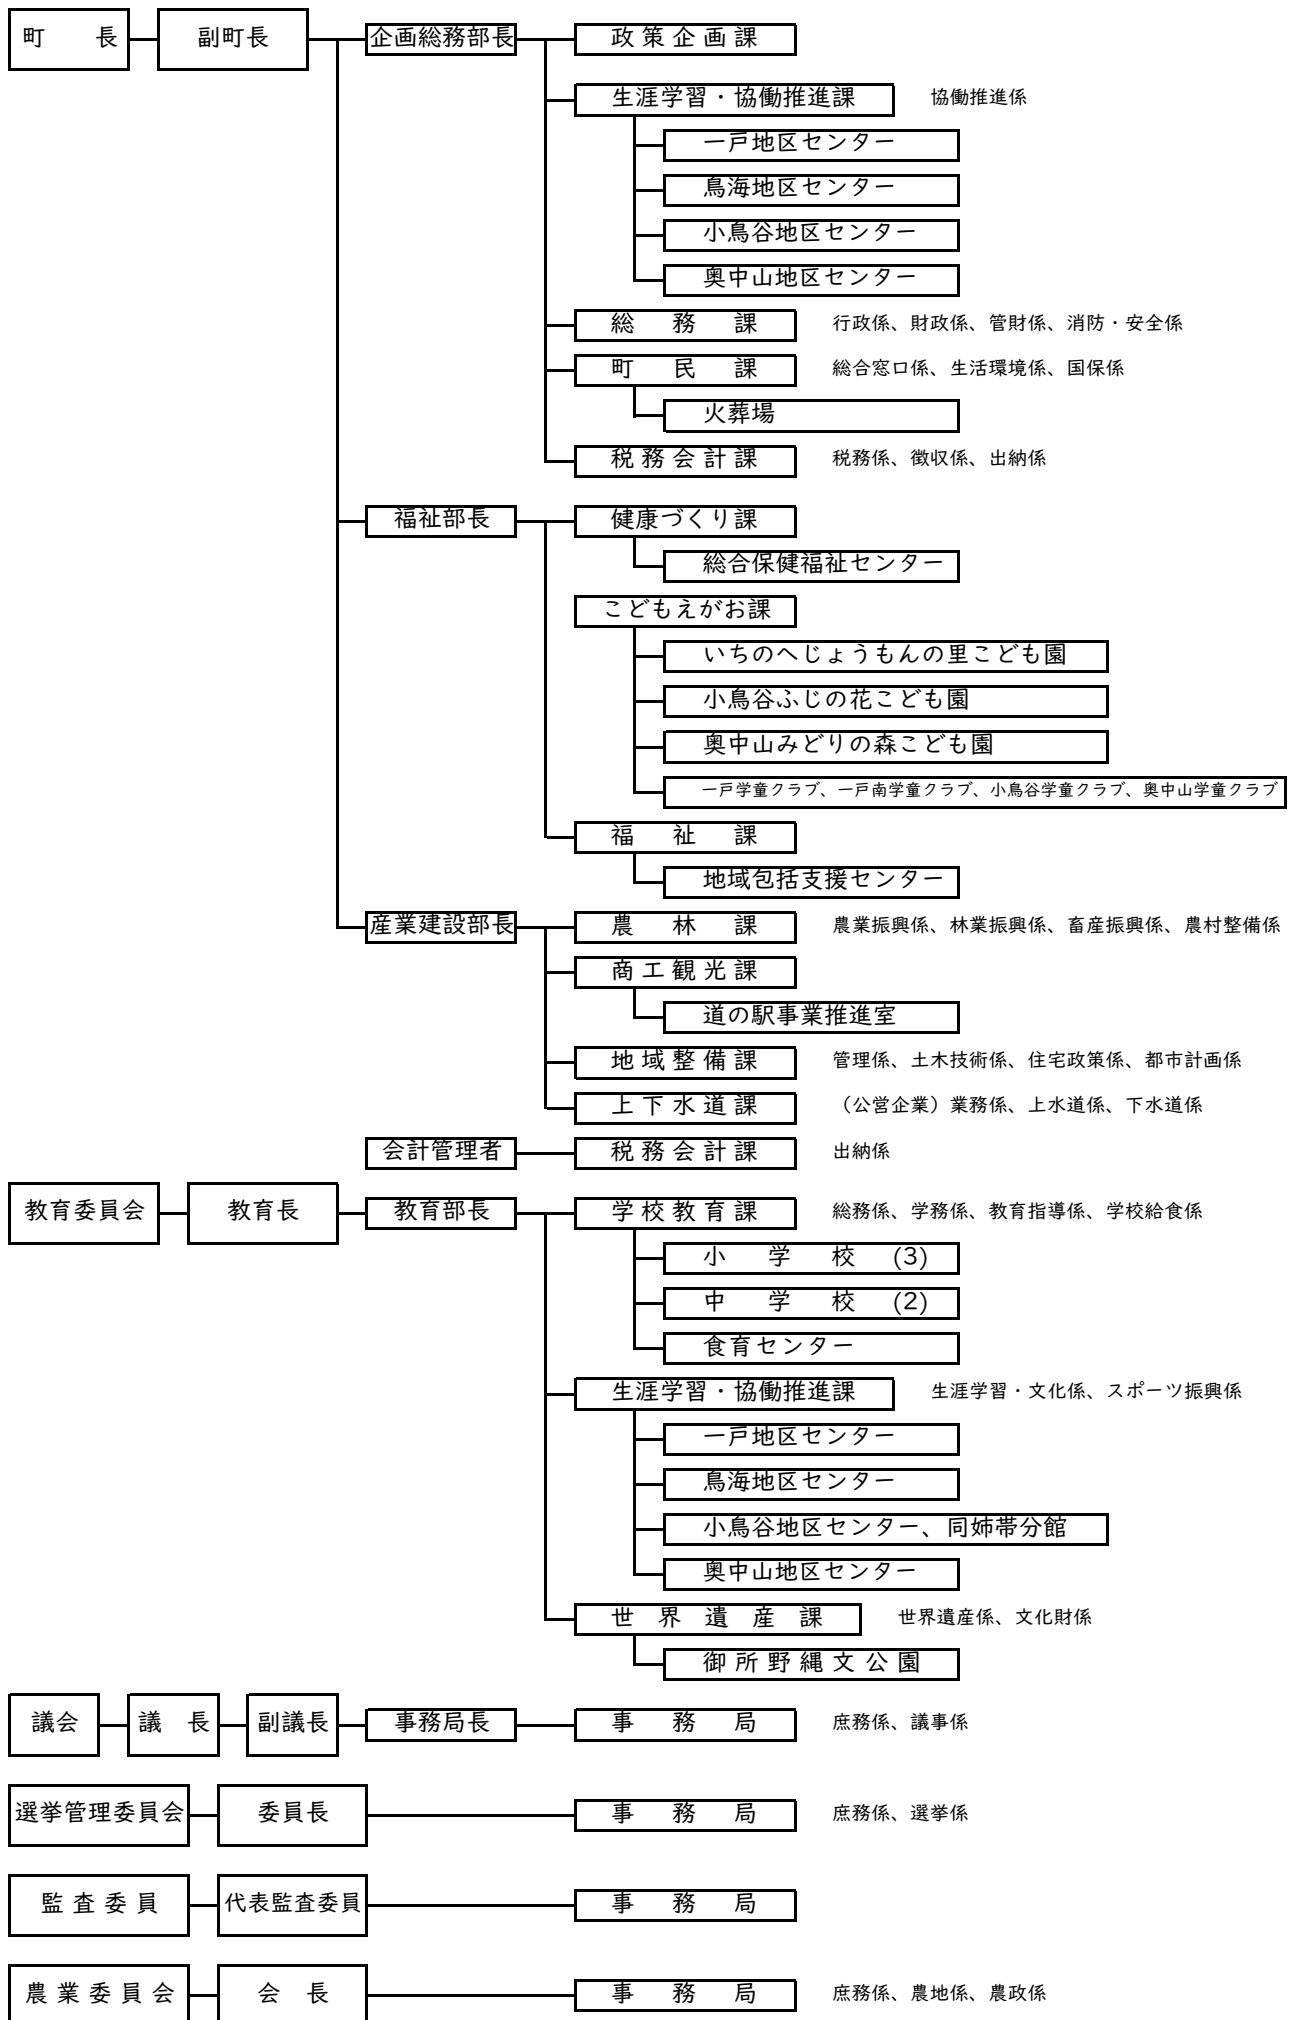 町　　長　副町長　企画総務部長　政策企画課
生涯学習・協働推進課　協働推進係
一戸地区センター
鳥海地区センター
小鳥谷地区センター
奥中山地区センター
総　務　課　行政係、財政係、管財係、消防・安全係
町　民　課　総合窓口係、生活環境係、国保係
火葬場
税務会計課　税務係、徴収係、出納係
福祉部長　健康づくり課
総合保健福祉センター
こどもえがお課
いちのへじょうもんの里こども園
小鳥谷ふじの花こども園
奥中山みどりの森こども園
一戸学童クラブ、一戸南学童クラブ、小鳥谷学童クラブ、奥中山学童クラブ
福　祉　課
地域包括支援センター
産業建設部長　農　林　課　農業振興係、林業振興係、畜産振興係、農村整備係
商工観光課
道の駅事業推進室
地域整備課　管理係、土木技術係、住宅政策係、都市計画係
上下水道課　（公営企業）業務係、上水道係、下水道係
会計管理者　税務会計課　出納係
教育委員会　教育長　教育部長　学校教育課　総務係、学務係、教育指導係、学校給食係
小　学　校　(3)
中　学　校　(2)
食育センター
生涯学習・協働推進課　生涯学習・文化係、スポーツ振興係
一戸地区センター
鳥海地区センター
小鳥谷地区センター、同姉帯分館
奥中山地区センター
世界遺産課　世界遺産係、文化財係
御所野縄文公園
議会　議　長　副議長　事務局長　事　務　局　庶務係、議事係
選挙管理委員会　委員長　事　務　局　庶務係、選挙係
監査委員　代表監査委員　事　務　局
農業委員会　会　長　事　務　局　庶務係、農地係、農政係